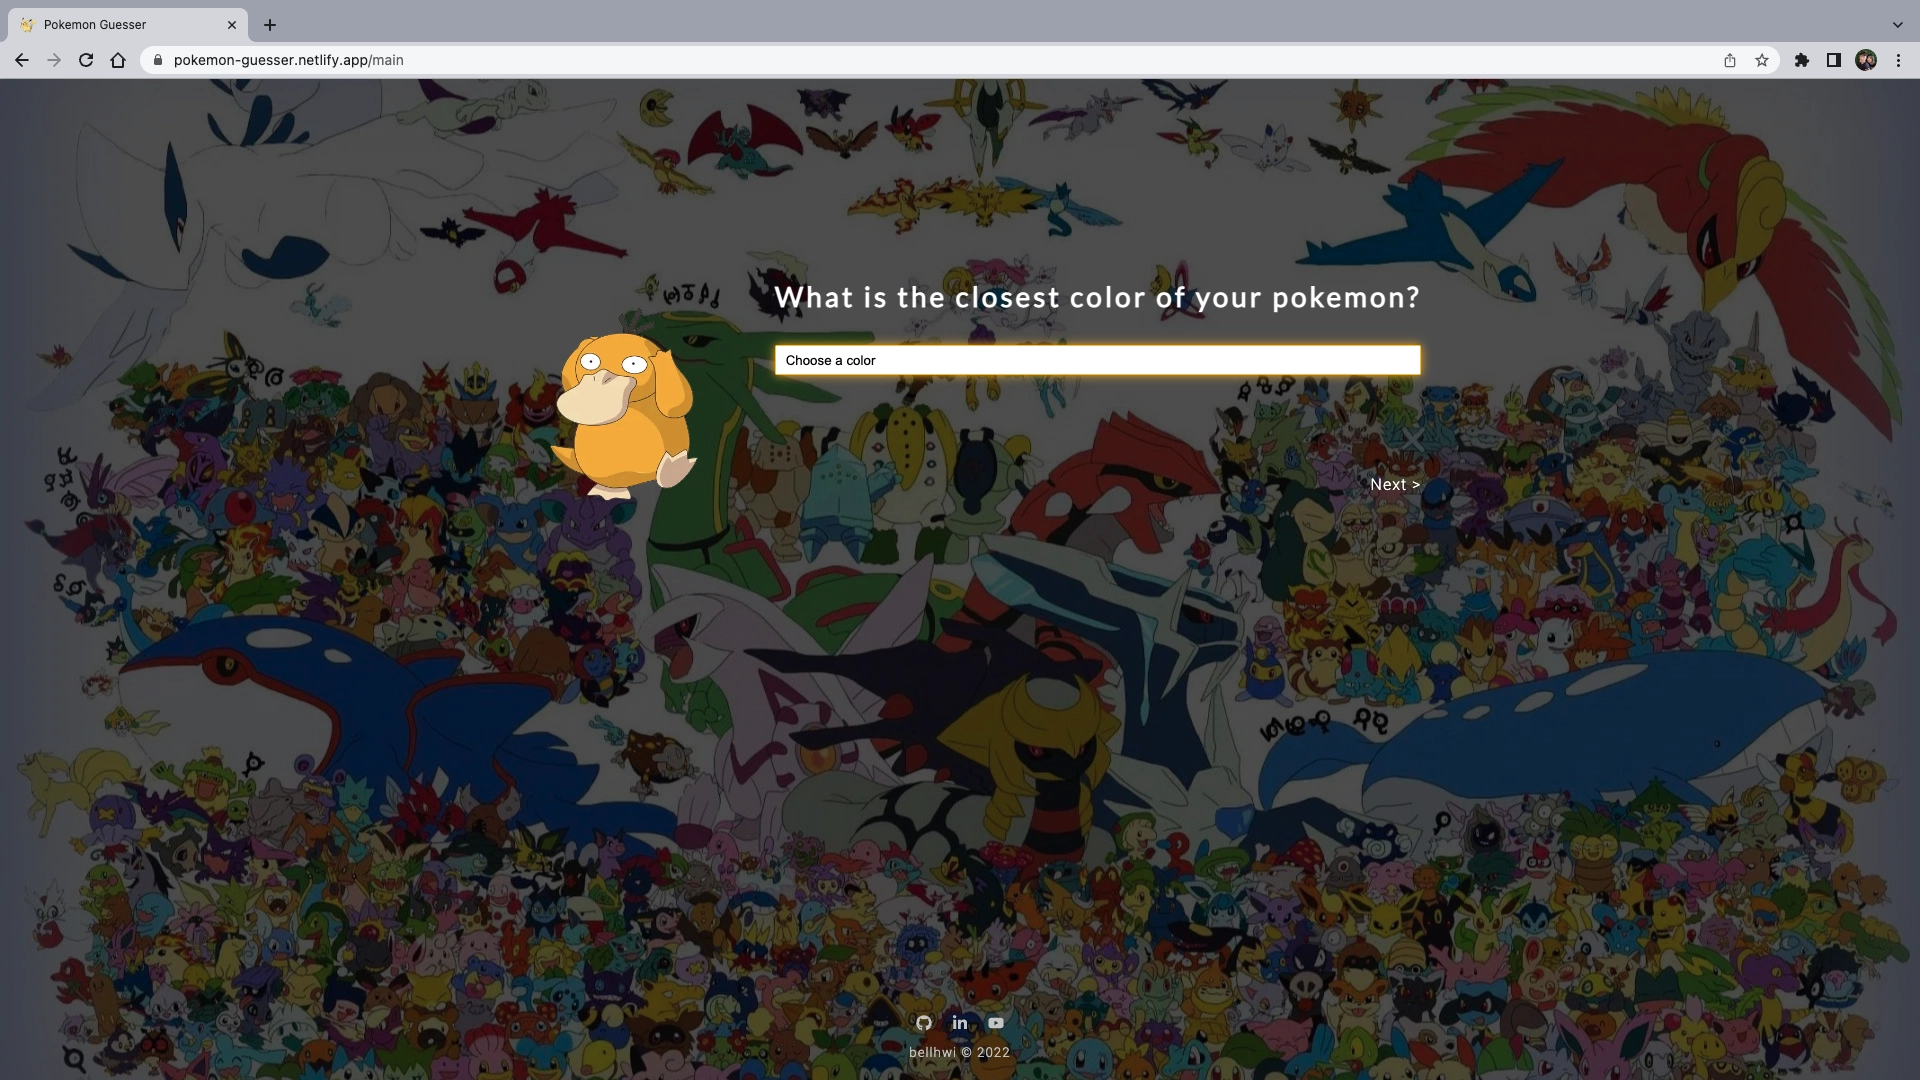 Pokemon Guesser
pokemon-guesser.netlify.app/main
What is the closest color of your pokemon?
Choose a color
Next >
bellhwi © 2022